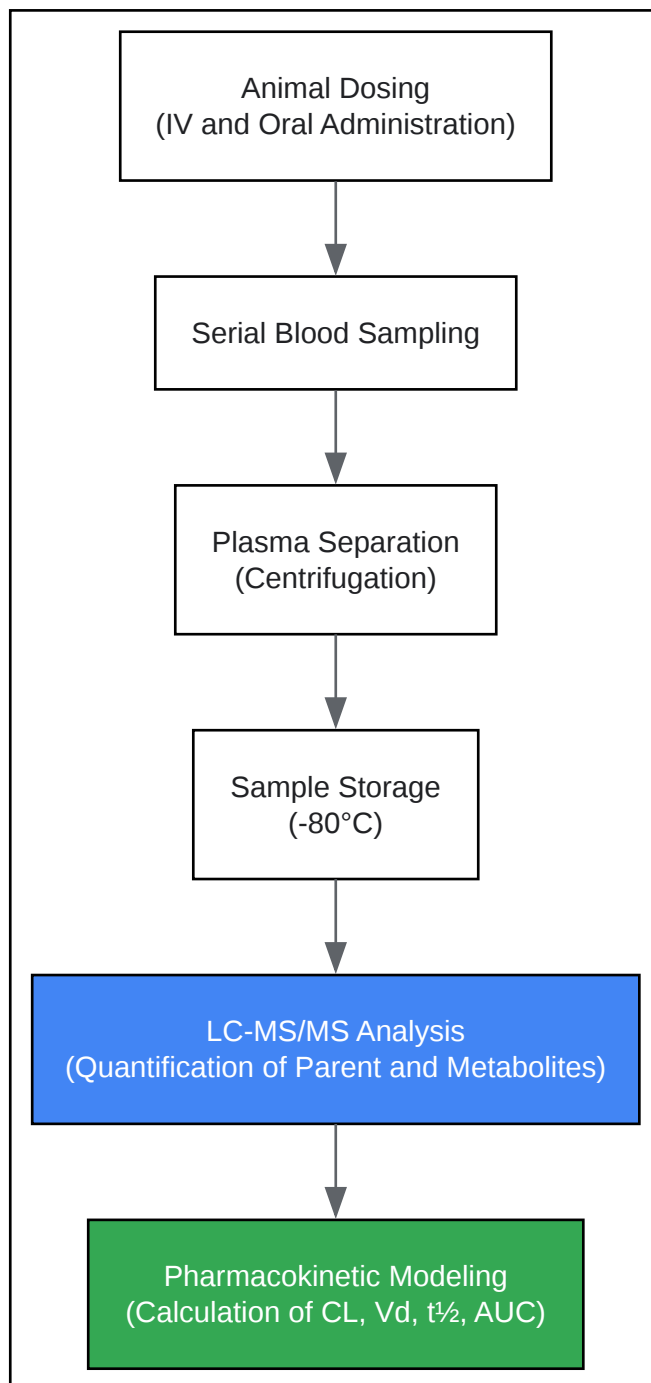 Animal Dosing
(IV and Oral Administration)
Serial Blood Sampling
Plasma Separation
(Centrifugation)
Sample Storage
(-80°C)
LC-MS/MS Analysis
(Quantification of Parent and Metabolites)
Pharmacokinetic Modeling
(Calculation of CL, Vd, t½, AUC)